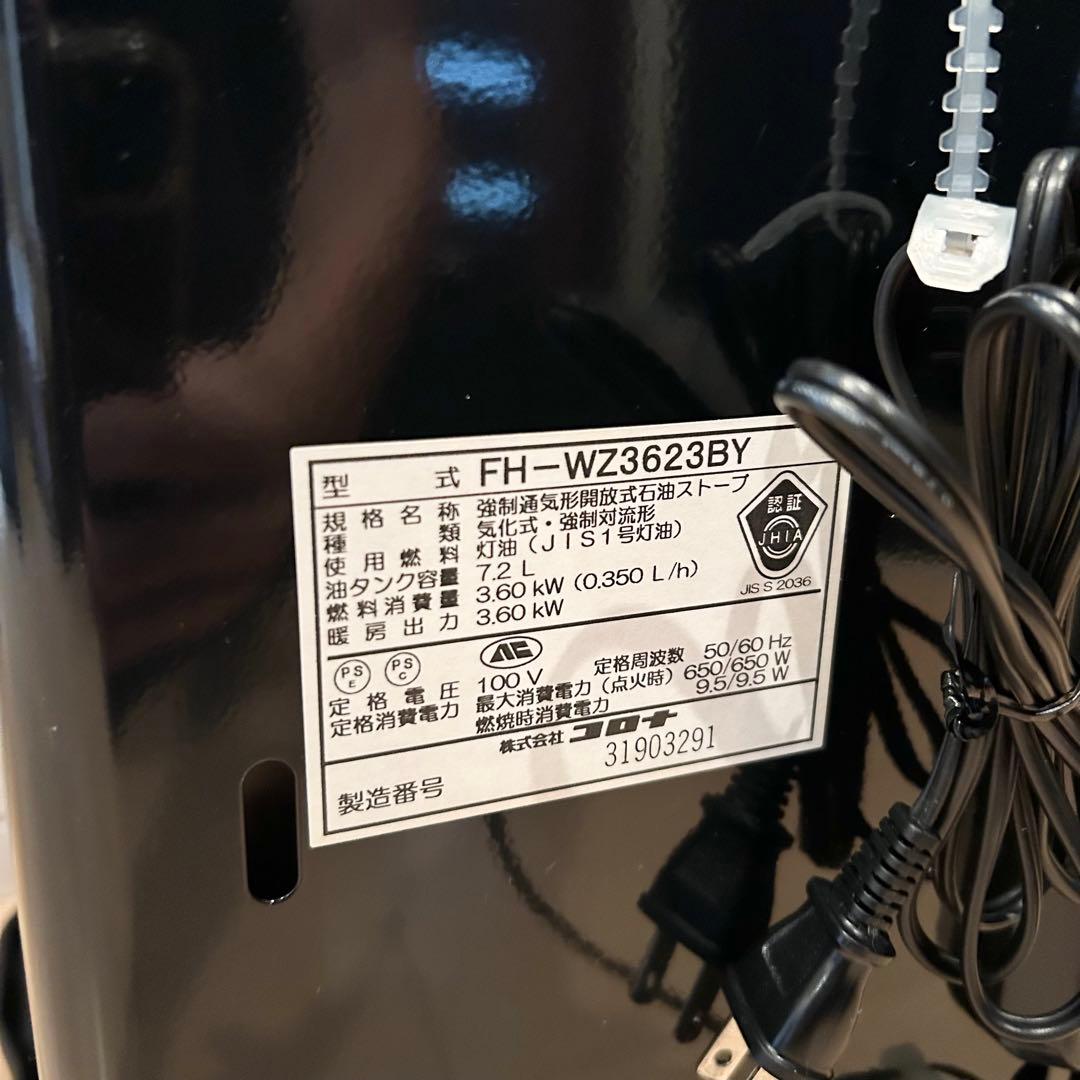 型 式 FH-WZ3623BY
規格名称 強制通気形開放式石油ストーブ
種 類 気化式・強制対流形
使用燃料 灯油(JIS1号灯油)
油タンク容量 7.2 L
燃料消費量 3.60 kW(0.350 L/h)
暖房出力 3.60 kW
認証
JHIA
JIS S 2036
PS E
PS C
定格電圧 100 V 定格周波数 50/60 Hz
定格消費電力 最大消費電力(点火時) 650/650 W
燃焼時消費電力 9.5/9.5 W
株式会社 コロナ
製造番号 31903291